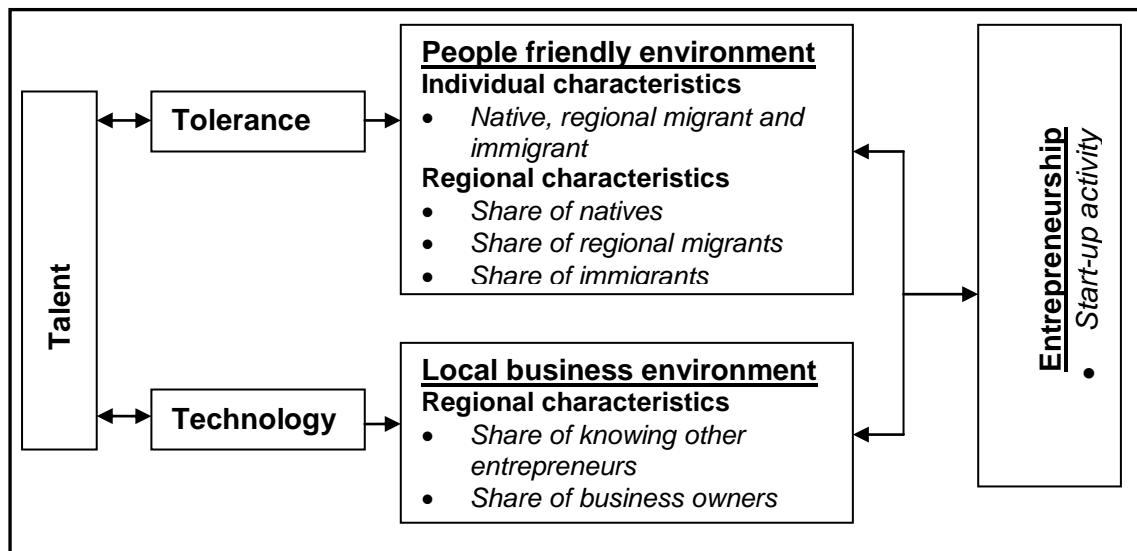 Talent
Tolerance
Technology
People friendly environment
Individual characteristics
• Native, regional migrant and
immigrant
Regional characteristics
• Share of natives
• Share of regional migrants
• Share of immigrants
Local business environment
Regional characteristics
• Share of knowing other
entrepreneurs
• Share of business owners
Entrepreneurship
• Start-up activity